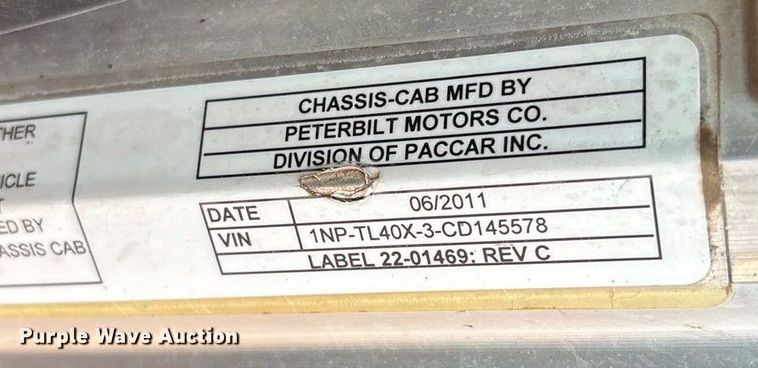 THER
ICLE
ED BY
ASSIS CAB
CHASSIS-CAB MFD BY
PETERBILT MOTORS CO.
DIVISION OF PACCAR INC.
DATE 06/2011
VIN 1NP-TL40X-3-CD145578
LABEL 22-01469: REV C
Purple Wave Auction